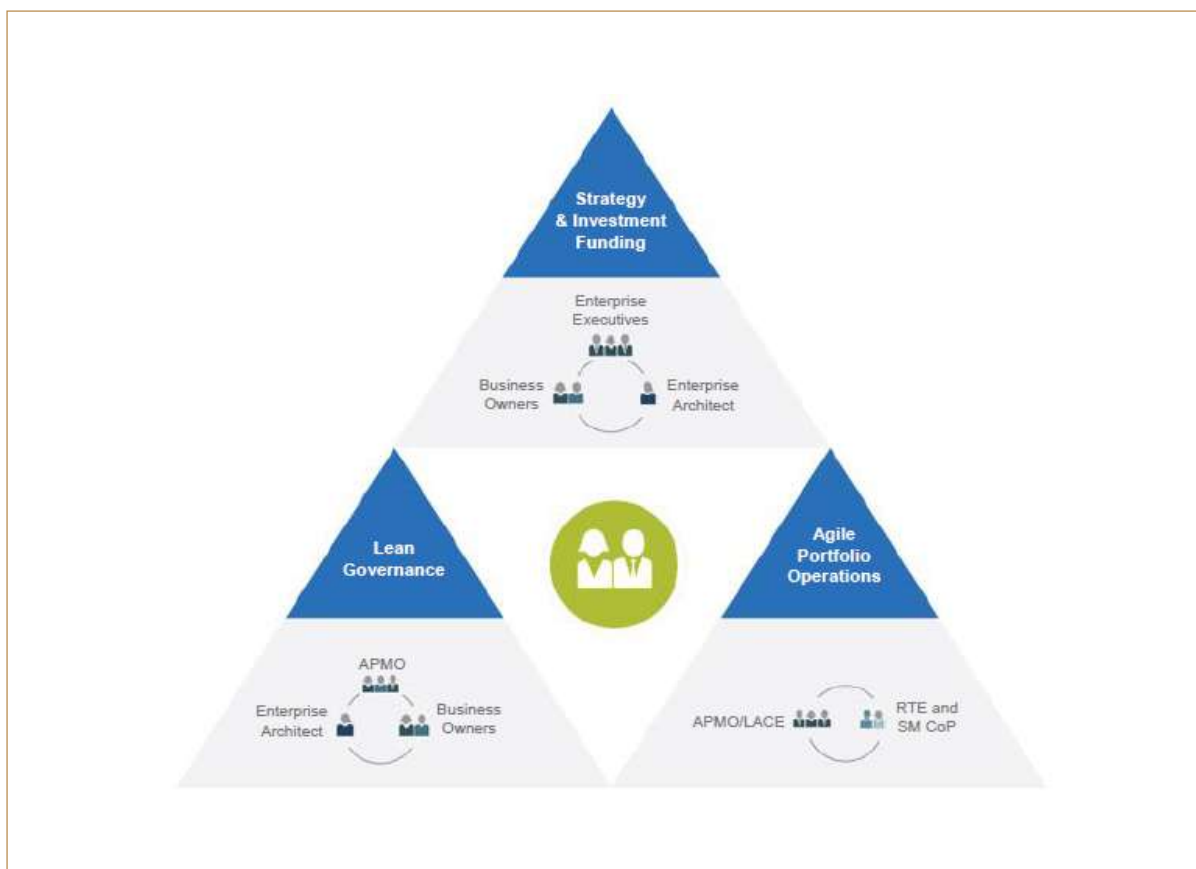 Strategy
& Investment
Funding
Enterprise
Executives
Business
Owners
Enterprise
Architect
Lean
Governance
APMO
Enterprise
Architect
Business
Owners
Agile
Portfolio
Operations
APMO/LACE
RTE and
SM CoP